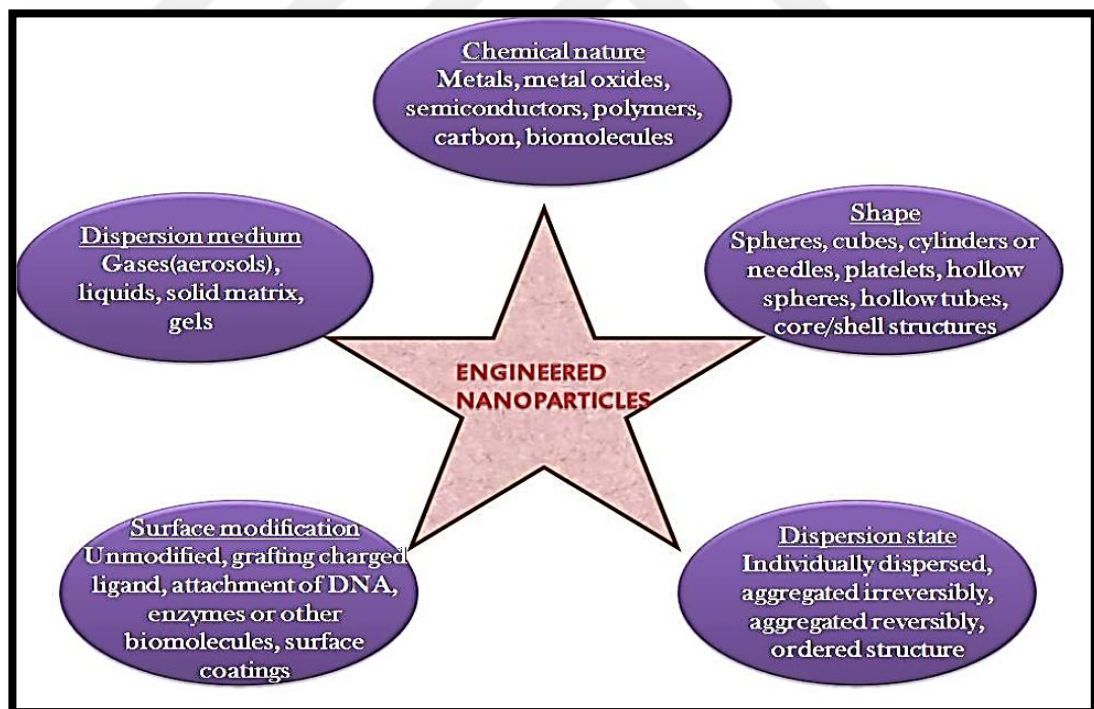 Chemical nature
Metals, metal oxides,
semiconductors, polymers,
carbon, biomolecules
Dispersion medium
Gases(aerosols),
liquids, solid matrix,
gels
Shape
Spheres, cubes, cylinders or
needles, platelets, hollow
spheres, hollow tubes,
core/shell structures
ENGINEERED
NANOPARTICLES
Surface modification
Unmodified, grafting charged
ligand, attachment of DNA,
enzymes or other
biomolecules, surface
coatings
Dispersion state
Individually dispersed,
aggregated irreversibly,
aggregated reversibly,
ordered structure